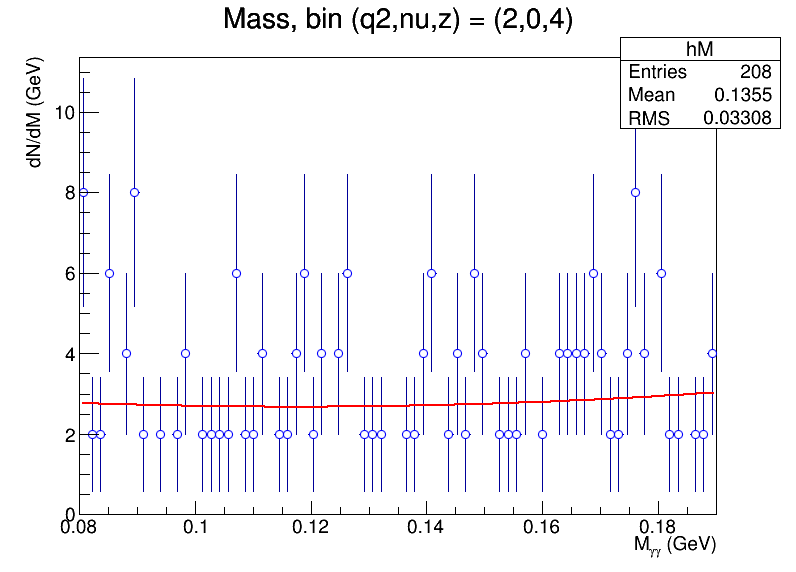 Mass, bin (q2,nu,z) = (2,0,4)
hM
Entries 208
Mean 0.1355
RMS 0.03308
dN/dM (GeV)
10
8
6
4
2
0
0.08 0.1 0.12 0.14 0.16 0.18
Mγγ (GeV)